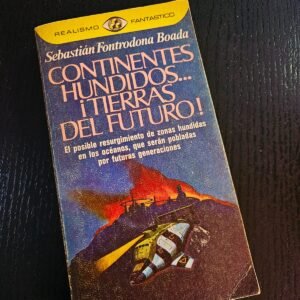 REALISMO FANTASTICO
Sebastián Fontrodona Boada
CONTINENTES
HUNDIDOS...
¡TIERRAS
DEL FUTURO!
El posible resurgimiento de zonas hundidas
en los océanos, que serán pobladas
por futuras generaciones